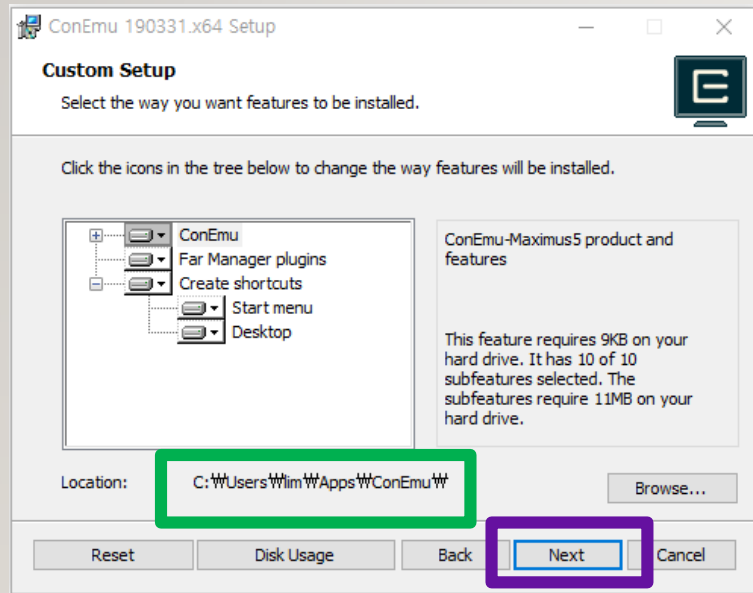 ConEmu 190331.x64 Setup
Custom Setup
Select the way you want features to be installed.
Click the icons in the tree below to change the way features will be installed.
ConEmu
Far Manager plugins
Create shortcuts
Start menu
Desktop
ConEmu-Maximus5 product and
features
This feature requires 9KB on your
hard drive. It has 10 of 10
subfeatures selected. The
subfeatures require 11MB on your
hard drive.
Location: C:₩Users₩lim₩Apps₩ConEmu₩
Browse...
Reset Disk Usage Back Next Cancel